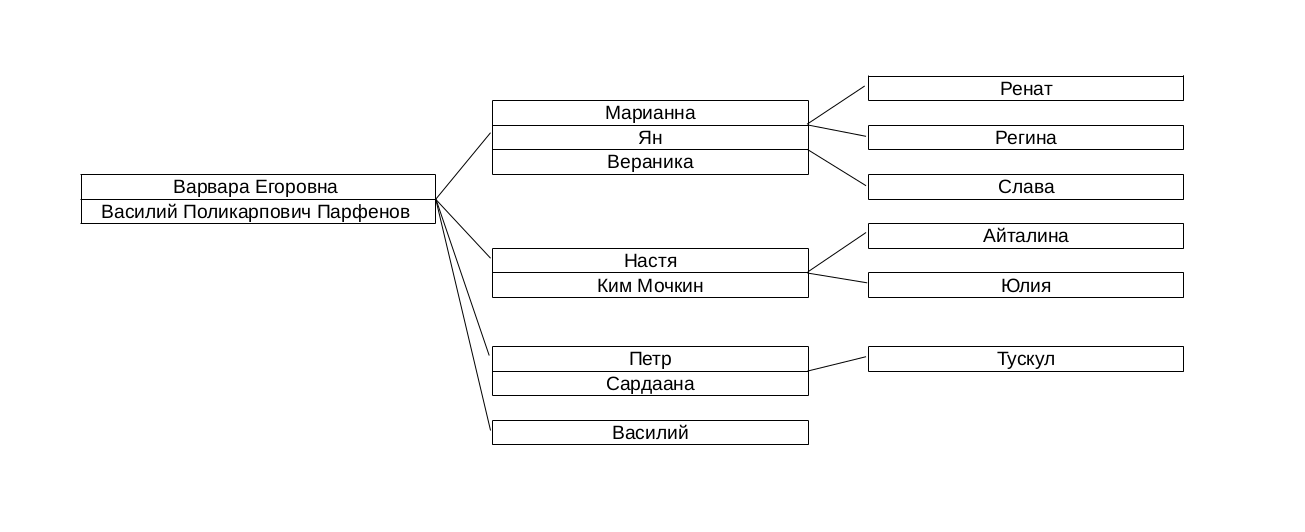 Варвара Егоровна
Василий Поликарпович Парфенов
Марианна
Ян
Вераника
Настя
Ким Мочкин
Петр
Сардаана
Василий
Ренат
Регина
Слава
Айталина
Юлия
Тускул